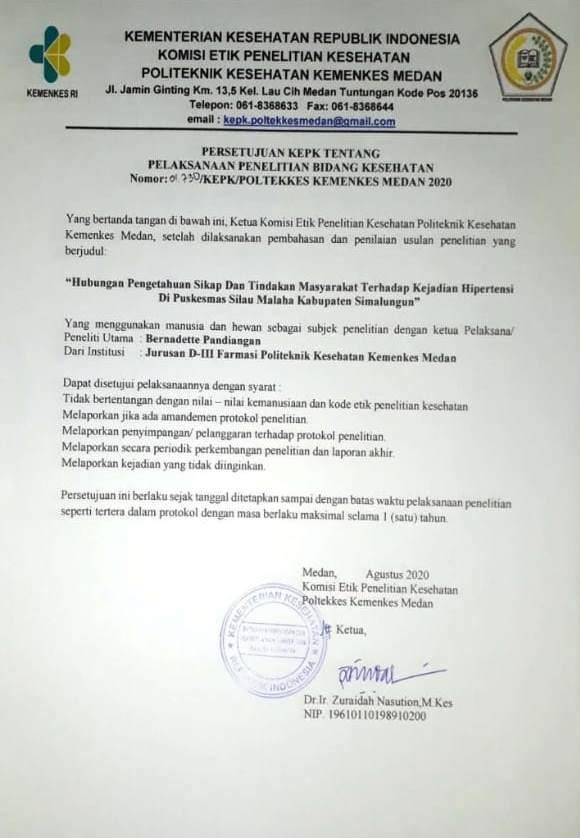 KEMENTERIAN KESEHATAN REPUBLIK INDONESIA
KOMISI ETIK PENELITIAN KESEHATAN
POLITEKNIK KESEHATAN KEMENKES MEDAN
KEMENKES RI
Jl. Jamin Ginting Km. 13,5 Kel. Lau Cih Medan Tuntungan Kode Pos 20136
Telepon: 061-8368633 Fax: 061-8368644
email : kepk.poltekkesmedan@gmail.com
PERSETUJUAN KEPK TENTANG
PELAKSANAAN PENELITIAN BIDANG KESEHATAN
Nomor: 01.730/KEPK/POLTEKKES KEMENKES MEDAN 2020
Yang bertanda tangan di bawah ini, Ketua Komisi Etik Penelitian Kesehatan Politeknik Kesehatan
Kemenkes Medan, setelah dilaksanakan pembahasan dan penilaian usulan penelitian yang
berjudul:
“Hubungan Pengetahuan Sikap Dan Tindakan Masyarakat Terhadap Kejadian Hipertensi
Di Puskesmas Silau Malaha Kabupaten Simalungun”
Yang menggunakan manusia dan hewan sebagai subjek penelitian dengan ketua Pelaksana/
Peneliti Utama : Bernadette Pandiangan
Dari Institusi : Jurusan D-III Farmasi Politeknik Kesehatan Kemenkes Medan
Dapat disetujui pelaksanaannya dengan syarat :
Tidak bertentangan dengan nilai – nilai kemanusiaan dan kode etik penelitian kesehatan
Melaporkan jika ada amandemen protokol penelitian.
Melaporkan penyimpangan/ pelanggaran terhadap protokol penelitian.
Melaporkan secara periodik perkembangan penelitian dan laporan akhir.
Melaporkan kejadian yang tidak diinginkan.
Persetujuan ini berlaku sejak tanggal ditetapkan sampai dengan batas waktu pelaksanaan penelitian
seperti tertera dalam protokol dengan masa berlaku maksimal selama 1 (satu) tahun.
Medan, Agustus 2020
Komisi Etik Penelitian Kesehatan
Poltekkes Kemenkes Medan
Ketua,
KEMENTERIAN KESEHATAN
REPUBLIK INDONESIA
Dr.Ir. Zuraidah Nasution,M.Kes
NIP. 19610110198910200